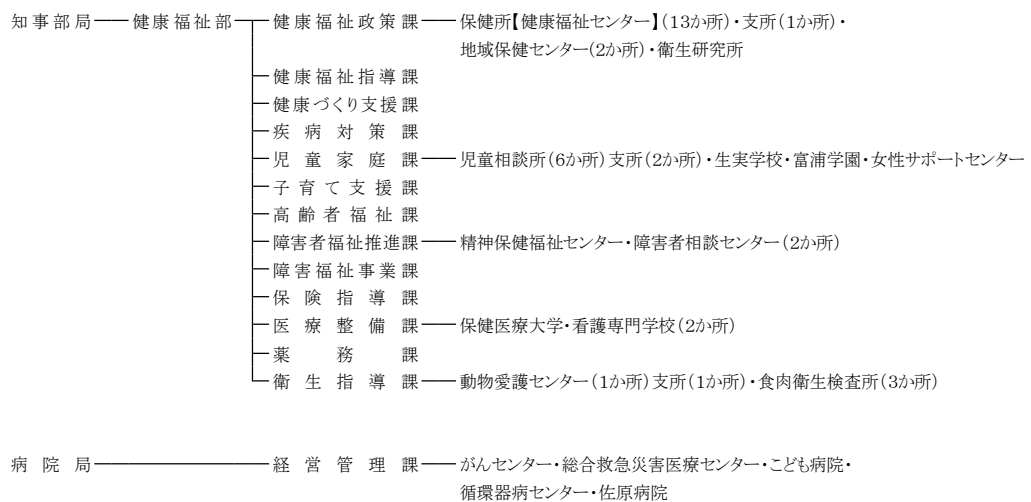 知事部局 健康福祉部 健康福祉政策課 保健所【健康福祉センター】(13か所)・支所(1か所)・
地域保健センター(2か所)・衛生研究所
健康福祉指導課
健康づくり支援課
疾病対策課
児童家庭課 児童相談所(6か所)支所(2か所)・生実学校・富浦学園・女性サポートセンター
子育て支援課
高齢者福祉課
障害者福祉推進課 精神保健福祉センター・障害者相談センター(2か所)
障害福祉事業課
保険指導課
医療整備課 保健医療大学・看護専門学校(2か所)
薬務課
衛生指導課 動物愛護センター(1か所)支所(1か所)・食肉衛生検査所(3か所)
病院局 経営管理課 がんセンター・総合救急災害医療センター・こども病院・
循環器病センター・佐原病院